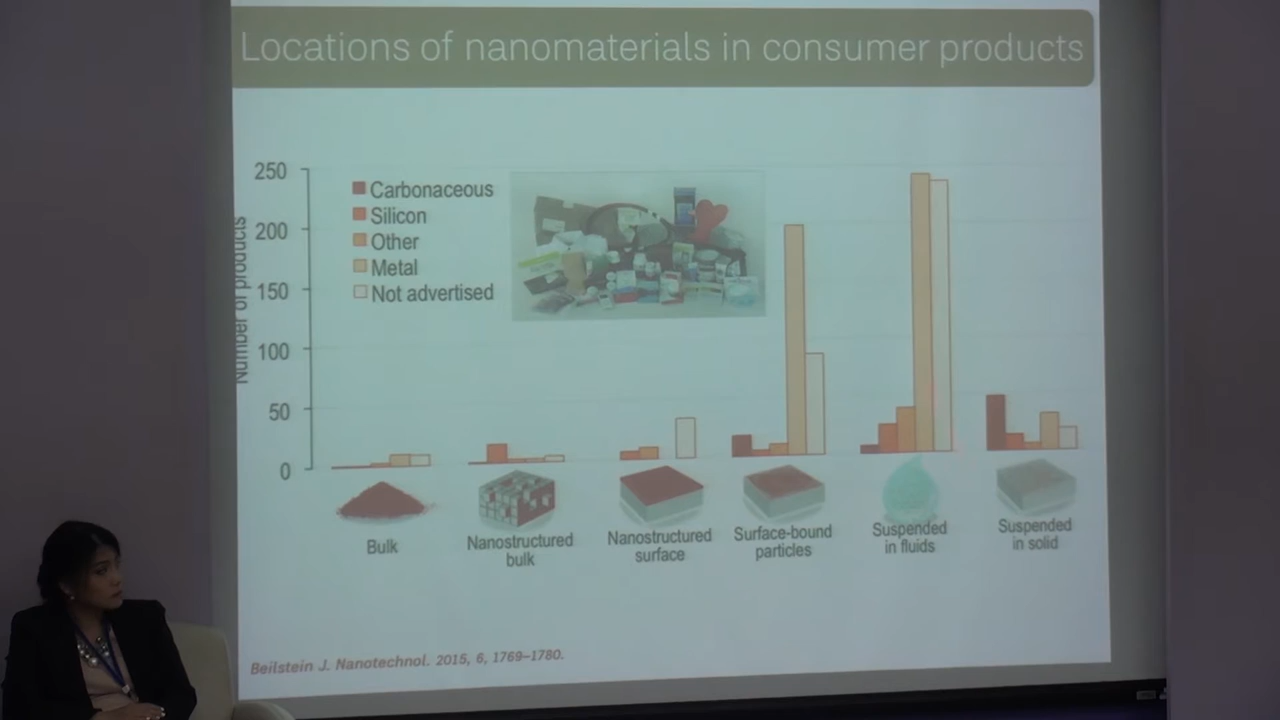 Locations of nanomaterials in consumer products
Number of products
250
200
150
100
50
0
Carbonaceous
Silicon
Other
Metal
Not advertised
Bulk
Nanostructured
bulk
Nanostructured
surface
Surface-bound
particles
Suspended
in fluids
Suspended
in solid
Beilstein J. Nanotechnol. 2015, 6, 1769–1780.